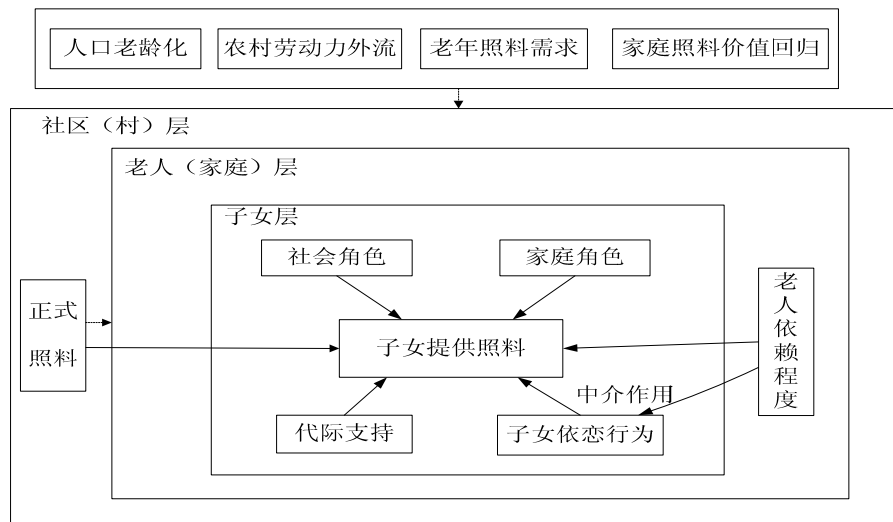 人口老龄化
农村劳动力外流
老年照料需求
家庭照料价值回归
社区（村）层
老人（家庭）层
子女层
社会角色
家庭角色
正式
照料
子女提供照料
老人依赖程度
中介作用
代际支持
子女依恋行为